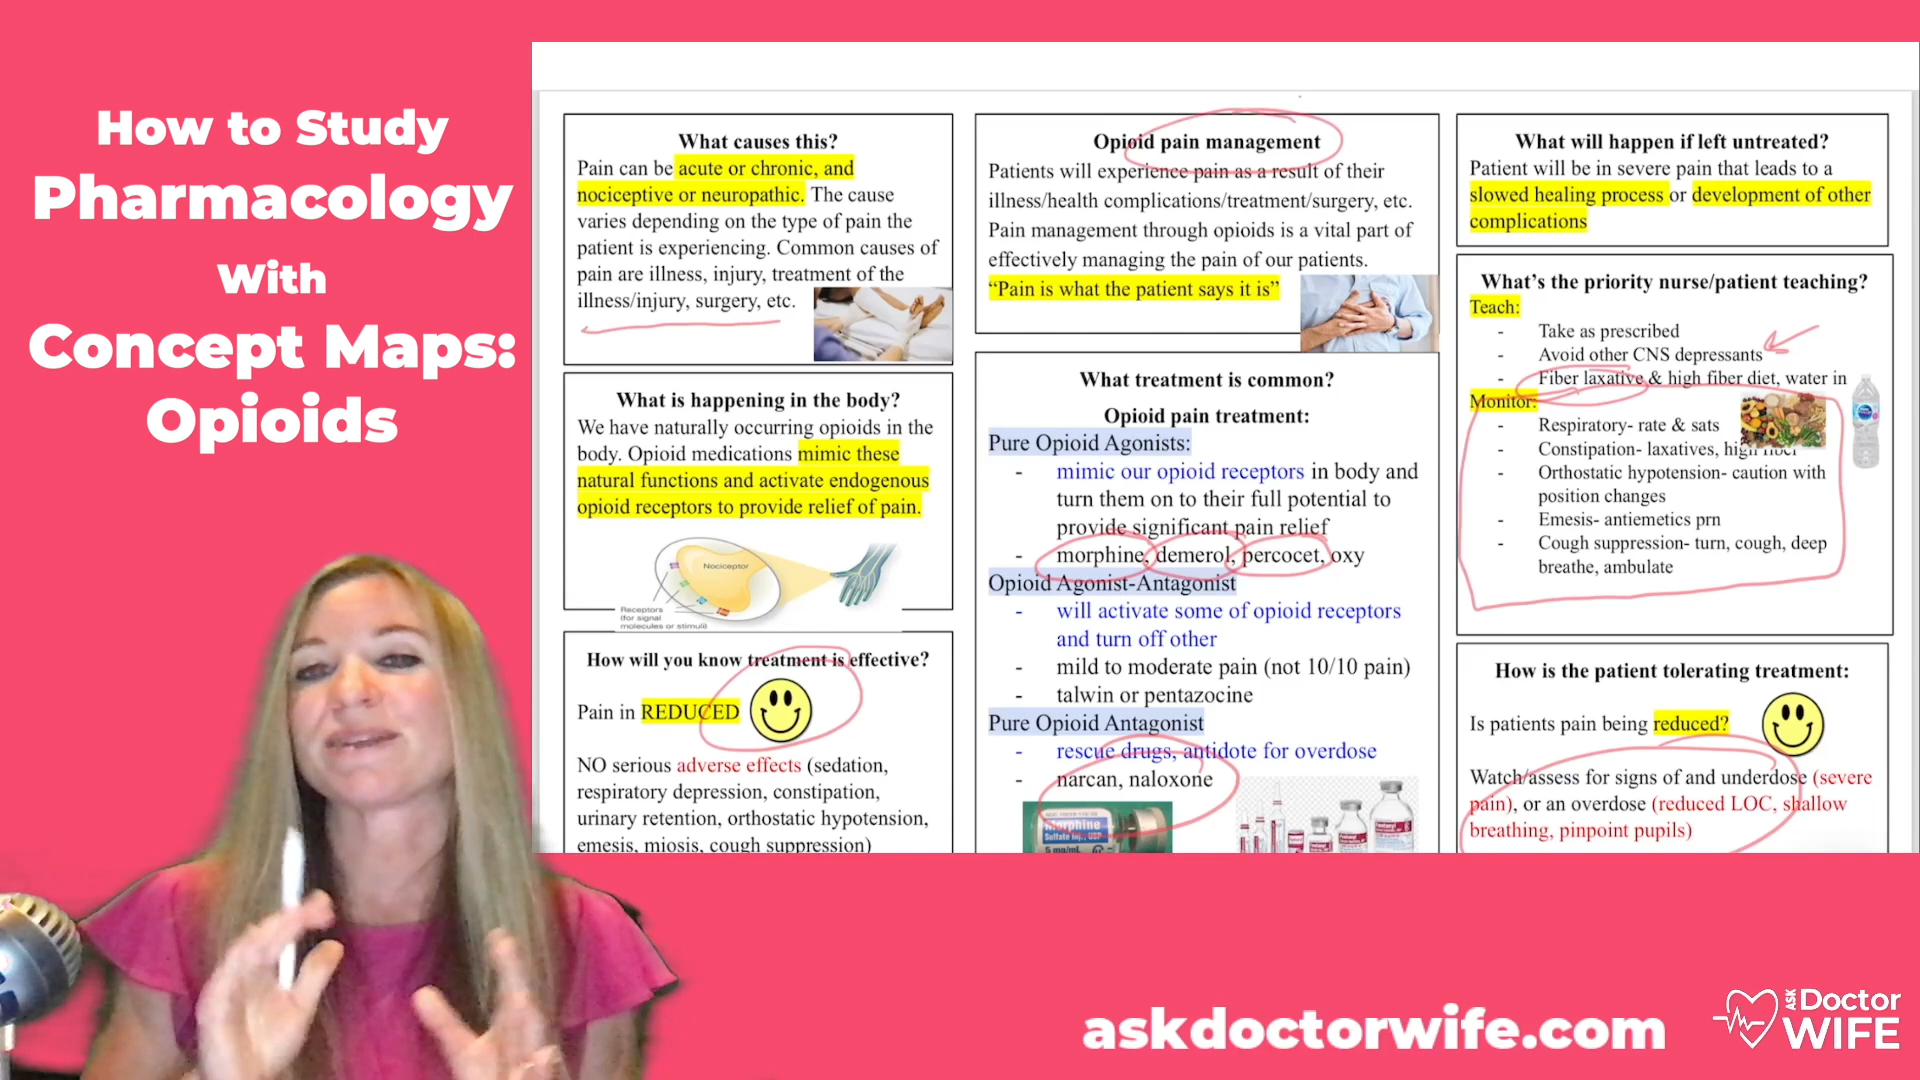 How to Study
Pharmacology
With
Concept Maps:
Opioids
What causes this?
Pain can be acute or chronic, and
nociceptive or neuropathic. The cause
varies depending on the type of pain the
patient is experiencing. Common causes of
pain are illness, injury, treatment of the
illness/injury, surgery, etc.
What is happening in the body?
We have naturally occurring opioids in the
body. Opioid medications mimic these
natural functions and activate endogenous
opioid receptors to provide relief of pain.
Nociceptor
Receptors
(for signal
molecules or stimuli)
How will you know treatment is effective?
Pain in REDUCED
NO serious adverse effects (sedation,
respiratory depression, constipation,
urinary retention, orthostatic hypotension,
emesis, miosis, cough suppression)
Opioid pain management
Patients will experience pain as a result of their
illness/health complications/treatment/surgery, etc.
Pain management through opioids is a vital part of
effectively managing the pain of our patients.
“Pain is what the patient says it is”
What treatment is common?
Opioid pain treatment:
Pure Opioid Agonists:
- mimic our opioid receptors in body and
turn them on to their full potential to
provide significant pain relief
- morphine, demerol, percocet, oxy
Opioid Agonist-Antagonist
- will activate some of opioid receptors
and turn off other
- mild to moderate pain (not 10/10 pain)
- talwin or pentazocine
Pure Opioid Antagonist
- rescue drugs, antidote for overdose
- narcan, naloxone
Morphine
Sulfate Inj., USP
5 mg/mL
What will happen if left untreated?
Patient will be in severe pain that leads to a
slowed healing process or development of other
complications
What’s the priority nurse/patient teaching?
Teach:
- Take as prescribed
- Avoid other CNS depressants
- Fiber laxative & high fiber diet, water in
Monitor:
- Respiratory- rate & sats
- Constipation- laxatives, high fiber
- Orthostatic hypotension- caution with
position changes
- Emesis- antiemetics prn
- Cough suppression- turn, cough, deep
breathe, ambulate
How is the patient tolerating treatment:
Is patients pain being reduced?
Watch/assess for signs of and underdose (severe
pain), or an overdose (reduced LOC, shallow
breathing, pinpoint pupils)
askdoctorwife.com
ASK Doctor
WIFE